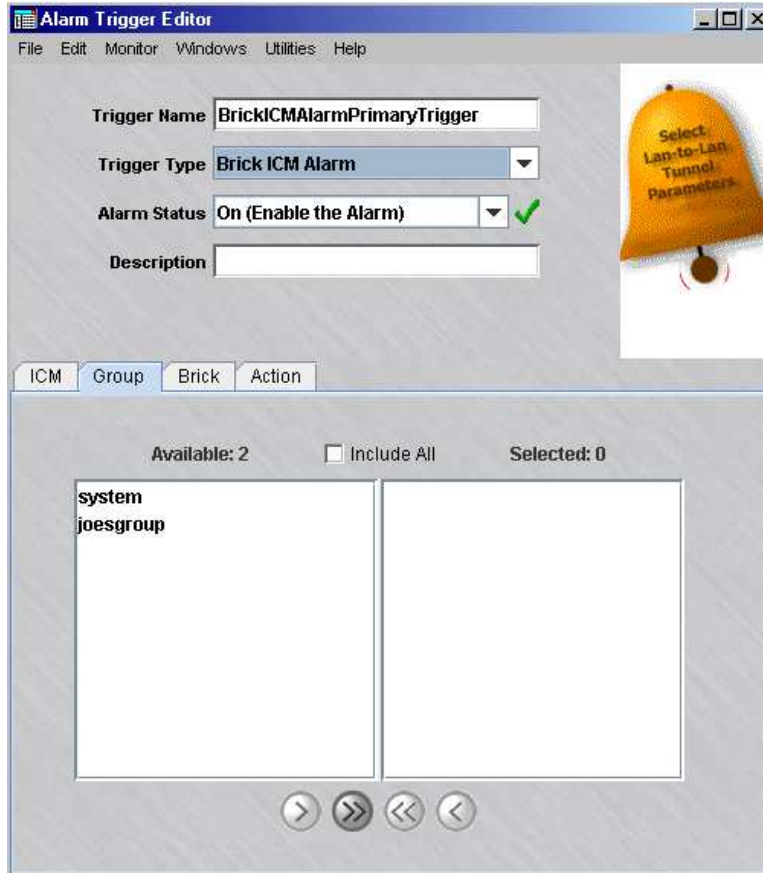 Alarm Trigger Editor
File Edit Monitor Windows Utilities Help
Trigger Name BrickICMAlarmPrimaryTrigger
Trigger Type Brick ICM Alarm
Alarm Status On (Enable the Alarm)
Description
Select
Lan-to-Lan
Tunnel
Parameters
ICM Group Brick Action
Available: 2 Include All Selected: 0
system
joesgroup